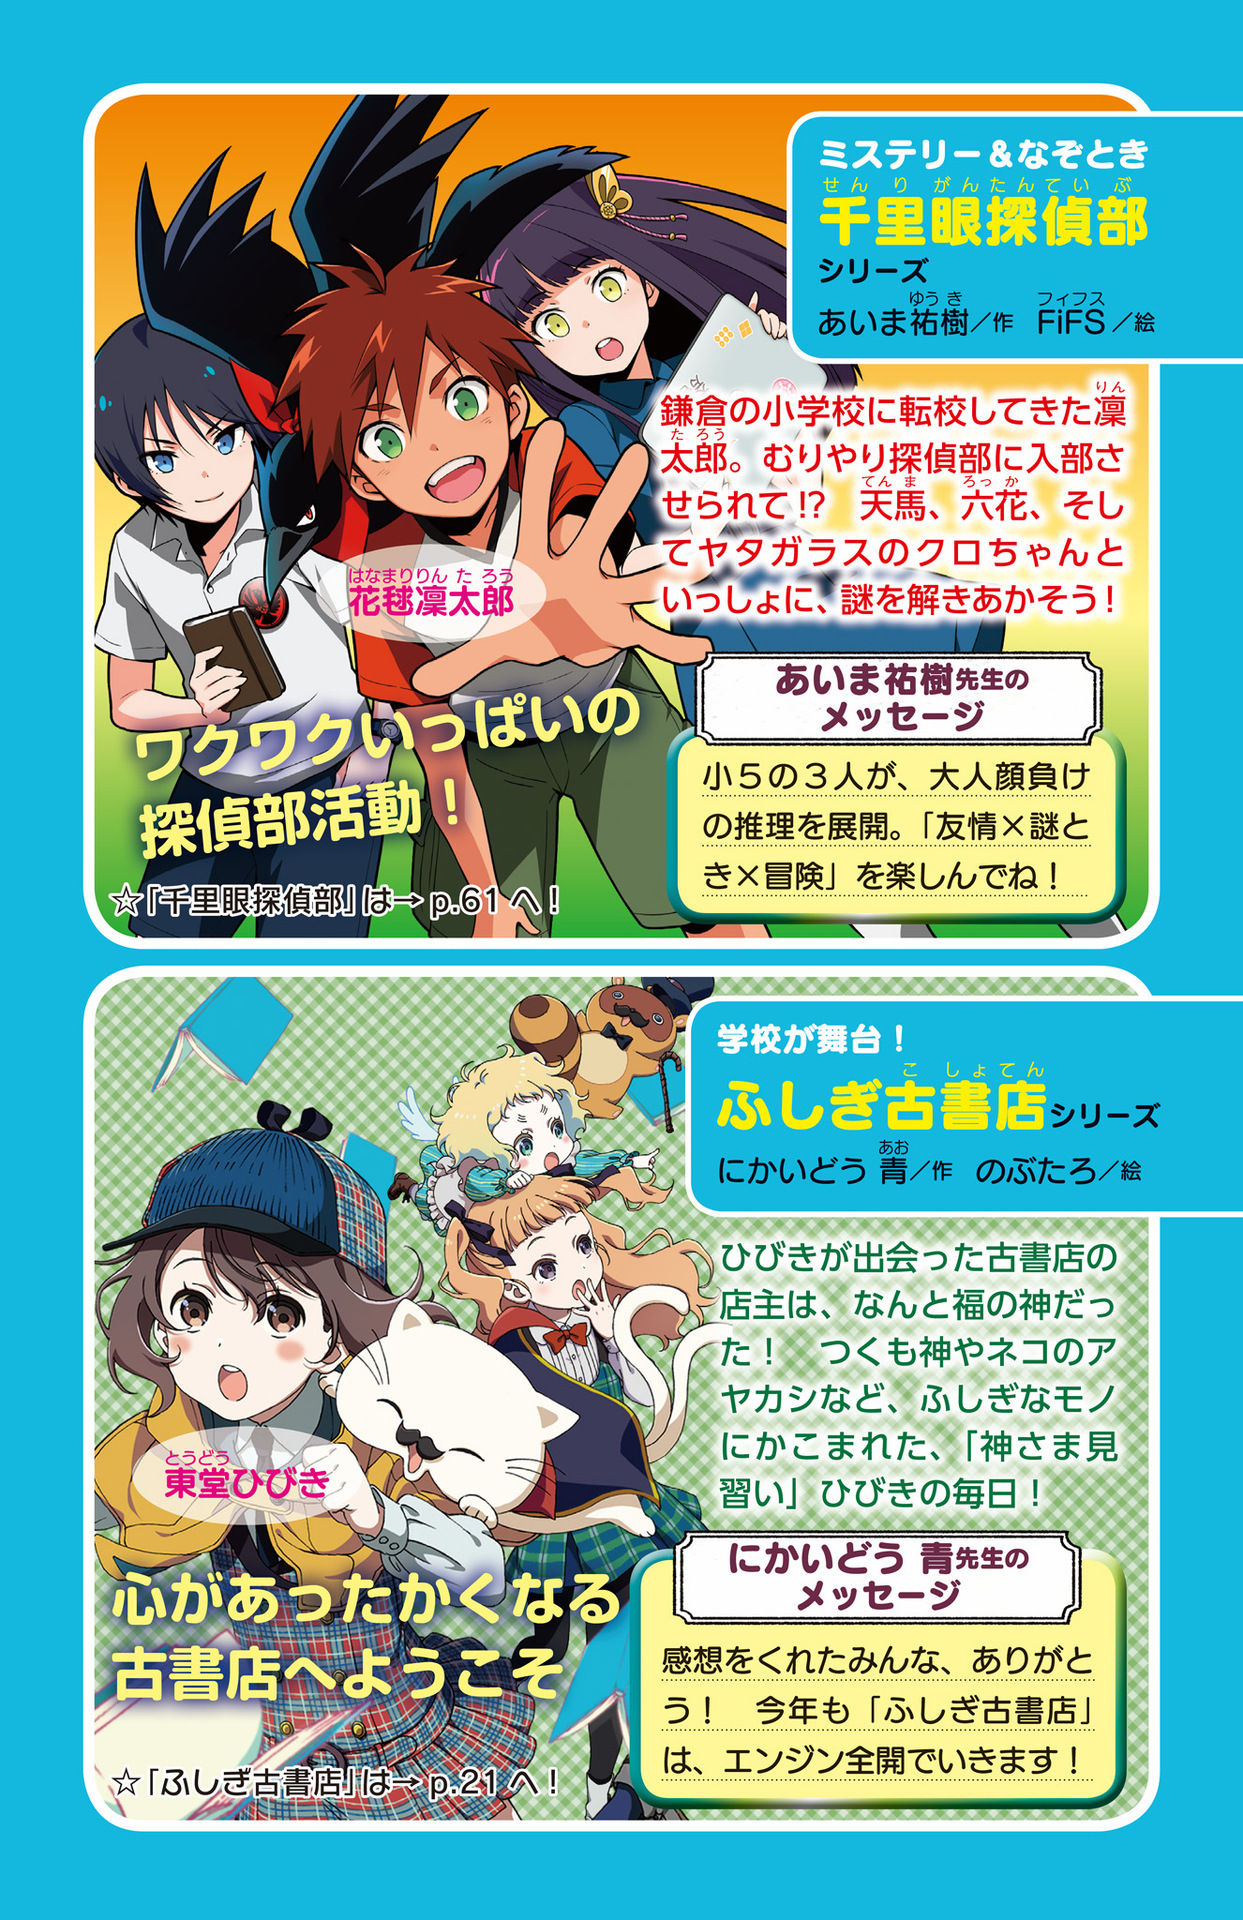 ミステリー＆なぞとき
せんりがんたんていぶ
千里眼探偵部
シリーズ
ゆうき フィフス
あいま祐樹／作 FiFS／絵
りん
鎌倉の小学校に転校してきた凛
たろう
太郎。むりやり探偵部に入部さ
てんま ろっか
せられて!?　天馬、六花、そし
てヤタガラスのクロちゃんと
いっしょに、謎を解きあかそう！
はなまりりんたろう
花毬凛太郎
ワクワクいっぱいの
探偵部活動！
あいま祐樹先生の
メッセージ
小５の３人が、大人顔負け
の推理を展開。「友情×謎と
き×冒険」を楽しんでね！
☆「千里眼探偵部」は→ p.61 へ！
学校が舞台！
こしょてん
ふしぎ古書店シリーズ
あお
にかいどう 青／作 のぶたろ／絵
ひびきが出会った古書店の
店主は、なんと福の神だっ
た！　つくも神やネコのア
ヤカシなど、ふしぎなモノ
にかこまれた、「神さま見
習い」ひびきの毎日！
とうどう
東堂ひびき
心があったかくなる
古書店へようこそ
にかいどう 青先生の
メッセージ
感想をくれたみんな、ありがと
う！　今年も「ふしぎ古書店」
は、エンジン全開でいきます！
☆「ふしぎ古書店」は→ p.21 へ！